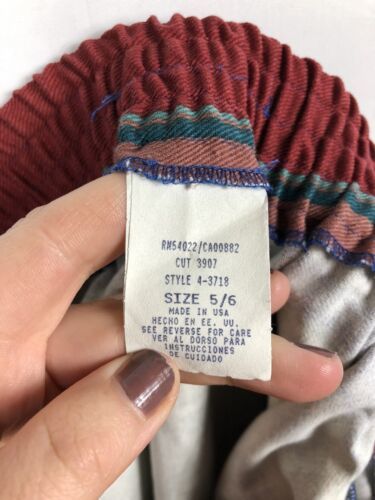 RN54022/CA00882
CUT 3907
STYLE 4-3718
SIZE 5/6
MADE IN USA
HECHO EN EE. UU.
SEE REVERSE FOR CARE
VER AL DORSO PARA
INSTRUCCIONES
DE CUIDADO